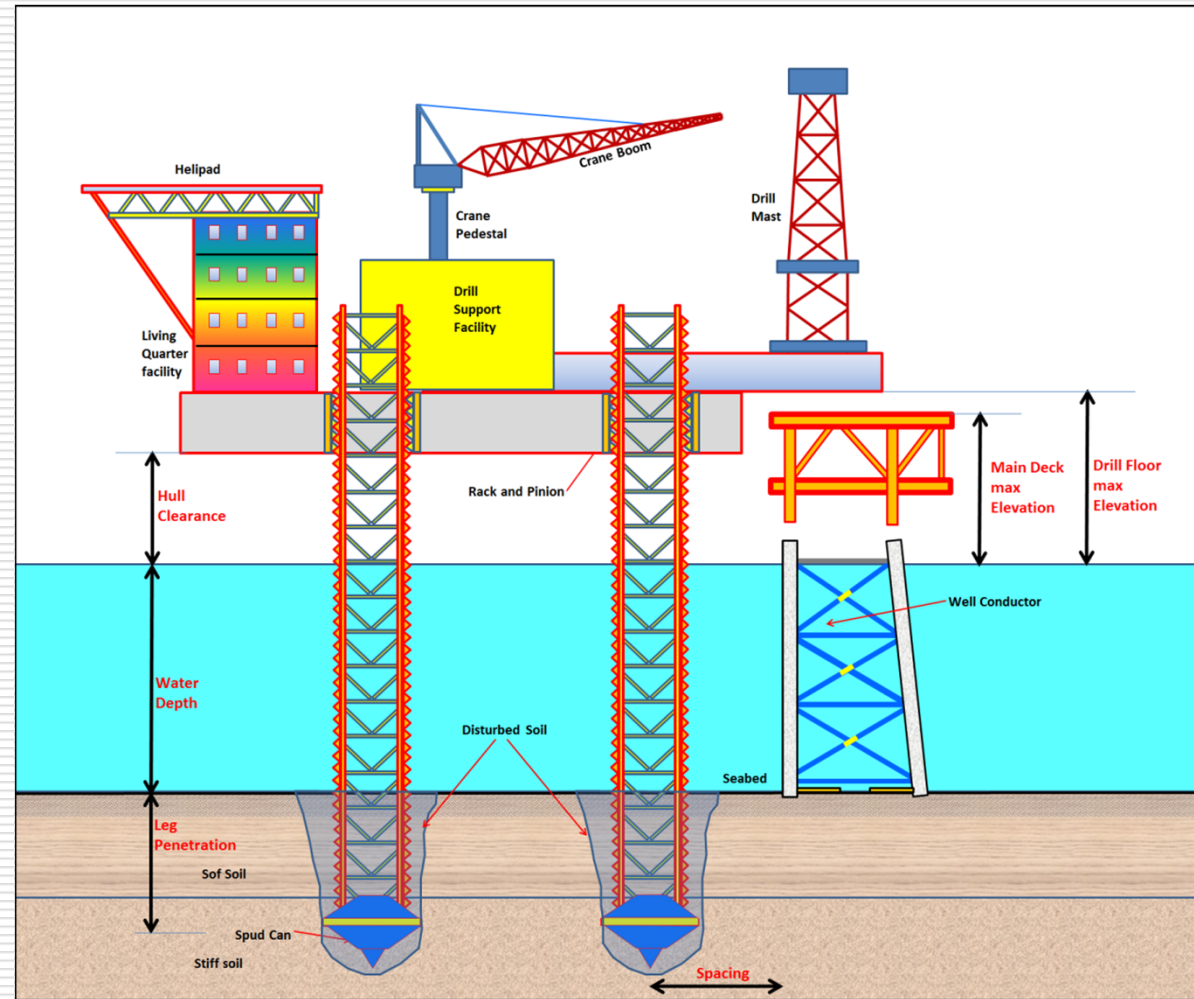 Helipad
Crane Boom
Crane
Pedestal
Drill
Mast
Drill
Support
Facility
Living
Quarter
facility
Hull
Clearance
Rack and Pinion
Main Deck
max
Elevation
Drill Floor
max
Elevation
Well Conductor
Water
Depth
Disturbed Soil
Seabed
Leg
Penetration
Sof Soil
Spud Can
Stiff soil
Spacing